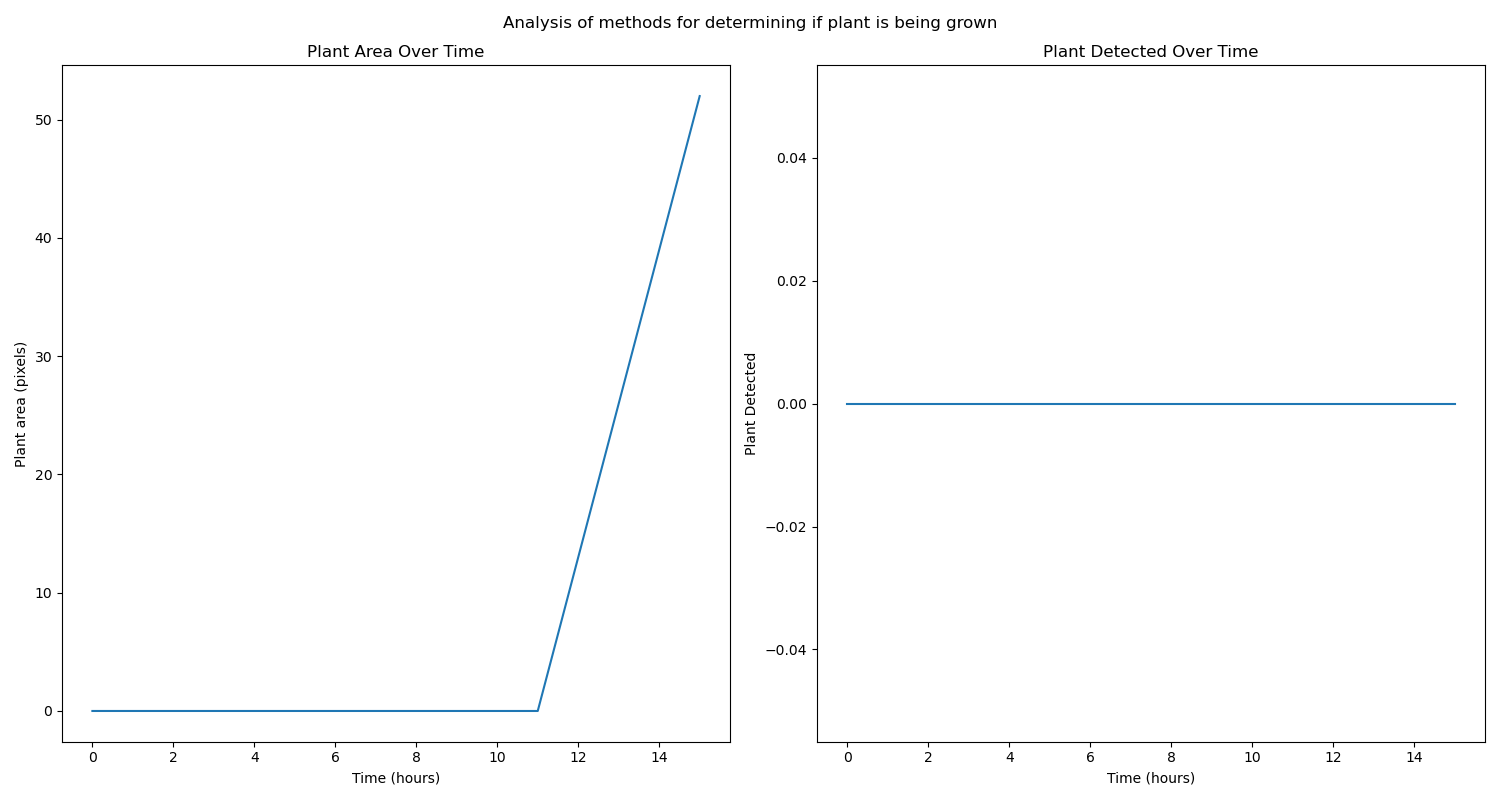 Analysis of methods for determining if plant is being grown
Plant Area Over Time
Plant area (pixels)
50
40
30
20
10
0
0 2 4 6 8 10 12 14
Time (hours)
Plant Detected Over Time
Plant Detected
0.04
0.02
0.00
−0.02
−0.04
0 2 4 6 8 10 12 14
Time (hours)